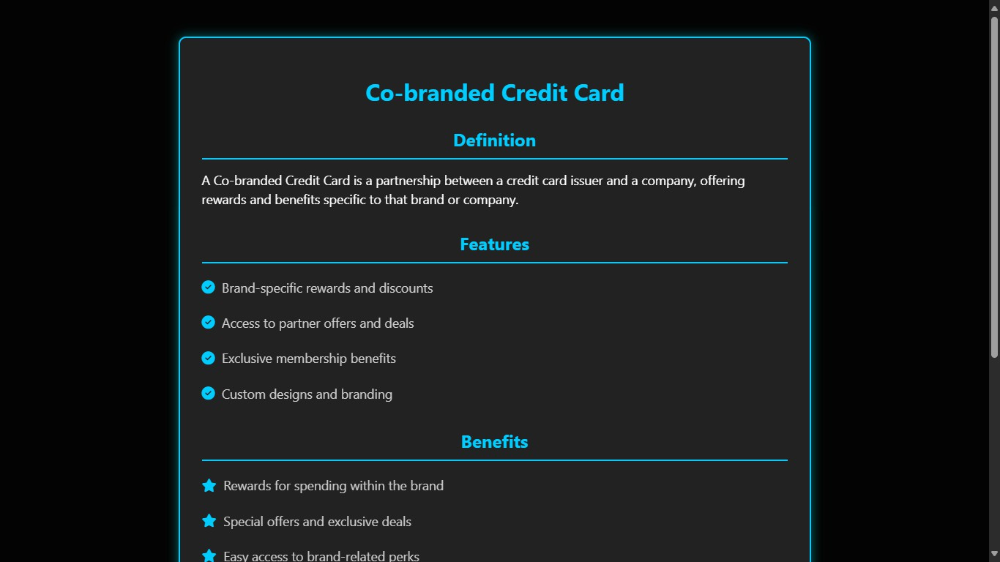 Co-branded Credit Card
Definition
A Co-branded Credit Card is a partnership between a credit card issuer and a company, offering
rewards and benefits specific to that brand or company.
Features
Brand-specific rewards and discounts
Access to partner offers and deals
Exclusive membership benefits
Custom designs and branding
Benefits
Rewards for spending within the brand
Special offers and exclusive deals
Easy access to brand-related perks